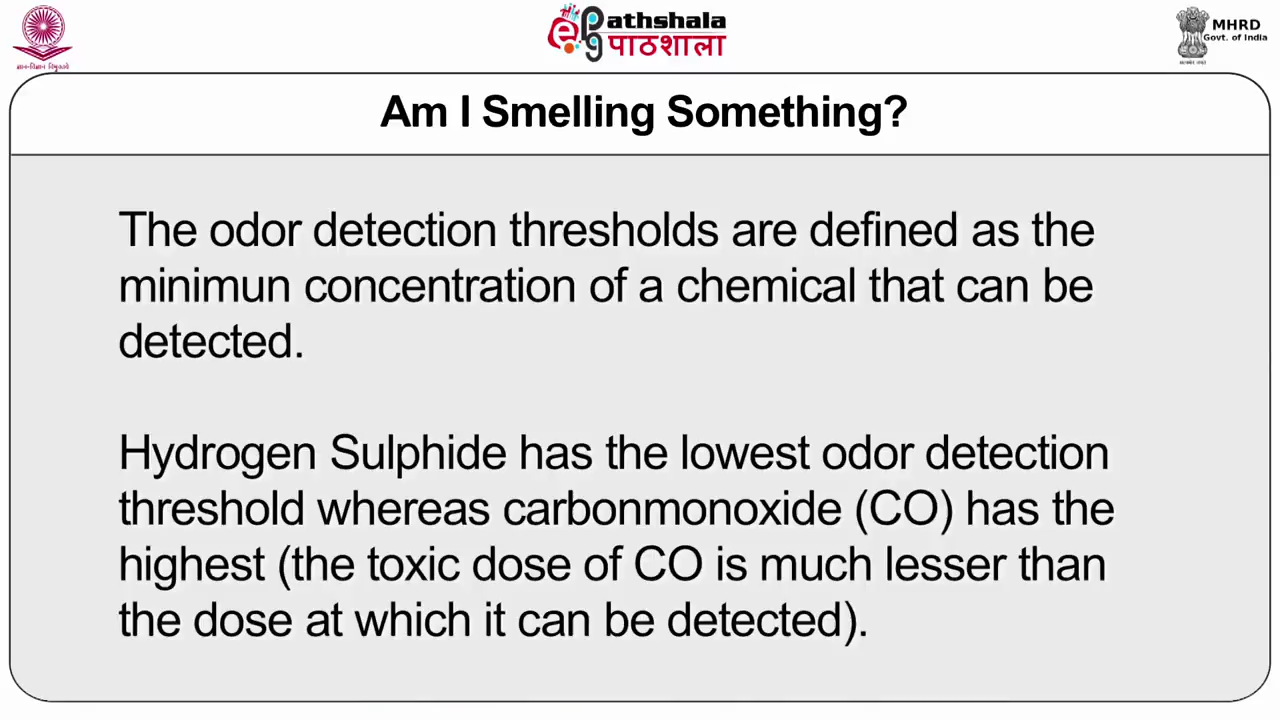 ePathshala
पाठशाला
MHRD
Govt. of India
Am I Smelling Something?
The odor detection thresholds are defined as the
minimun concentration of a chemical that can be
detected.
Hydrogen Sulphide has the lowest odor detection
threshold whereas carbonmonoxide (CO) has the
highest (the toxic dose of CO is much lesser than
the dose at which it can be detected).